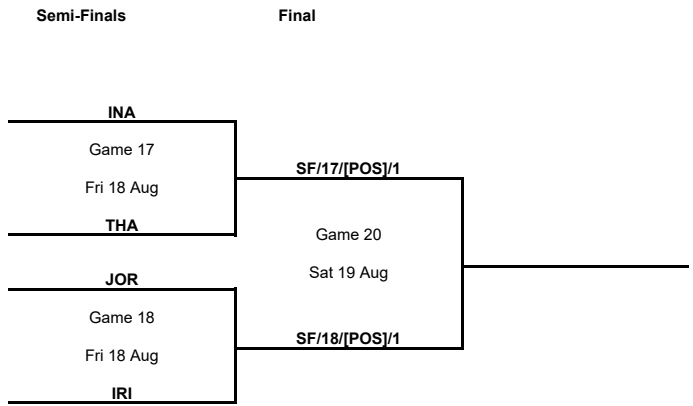 Semi-Finals
Final
INA
Game 17
Fri 18 Aug
THA
SF/17/[POS]/1
Game 20
Sat 19 Aug
JOR
Game 18
Fri 18 Aug
IRI
SF/18/[POS]/1